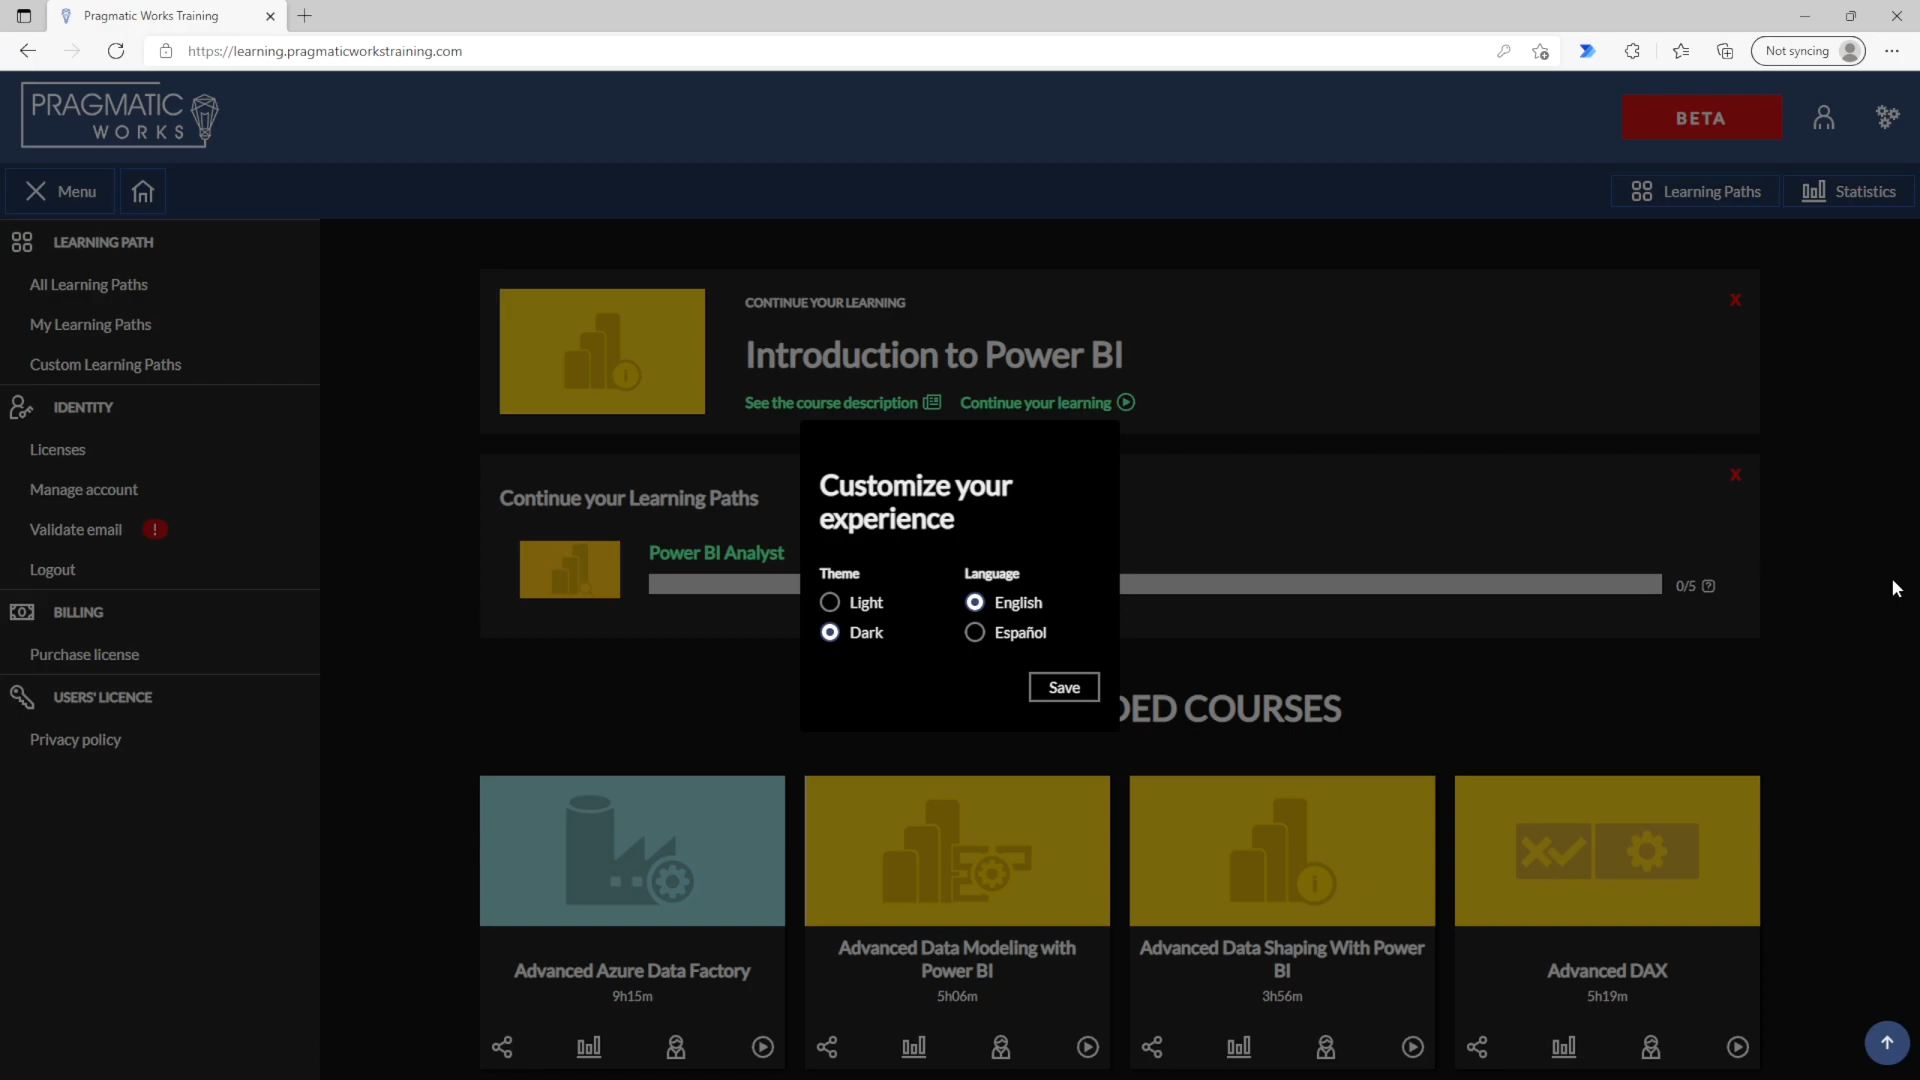 Pragmatic Works Training
https://learning.pragmaticworkstraining.com
Not syncing
PRAGMATIC
WORKS
BETA
Menu
Learning Paths
Statistics
LEARNING PATH
All Learning Paths
My Learning Paths
Custom Learning Paths
IDENTITY
Licenses
Manage account
Validate email !
Logout
BILLING
Purchase license
USERS' LICENCE
Privacy policy
CONTINUE YOUR LEARNING
X
Introduction to Power BI
See the course description
Continue your learning
Continue your Learning Paths
X
Power BI Analyst
0/5
Customize your
experience
Theme
Light
Dark
Language
English
Español
Save
DED COURSES
Advanced Azure Data Factory
9h15m
Advanced Data Modeling with
Power BI
5h06m
Advanced Data Shaping With Power
BI
3h56m
Advanced DAX
5h19m